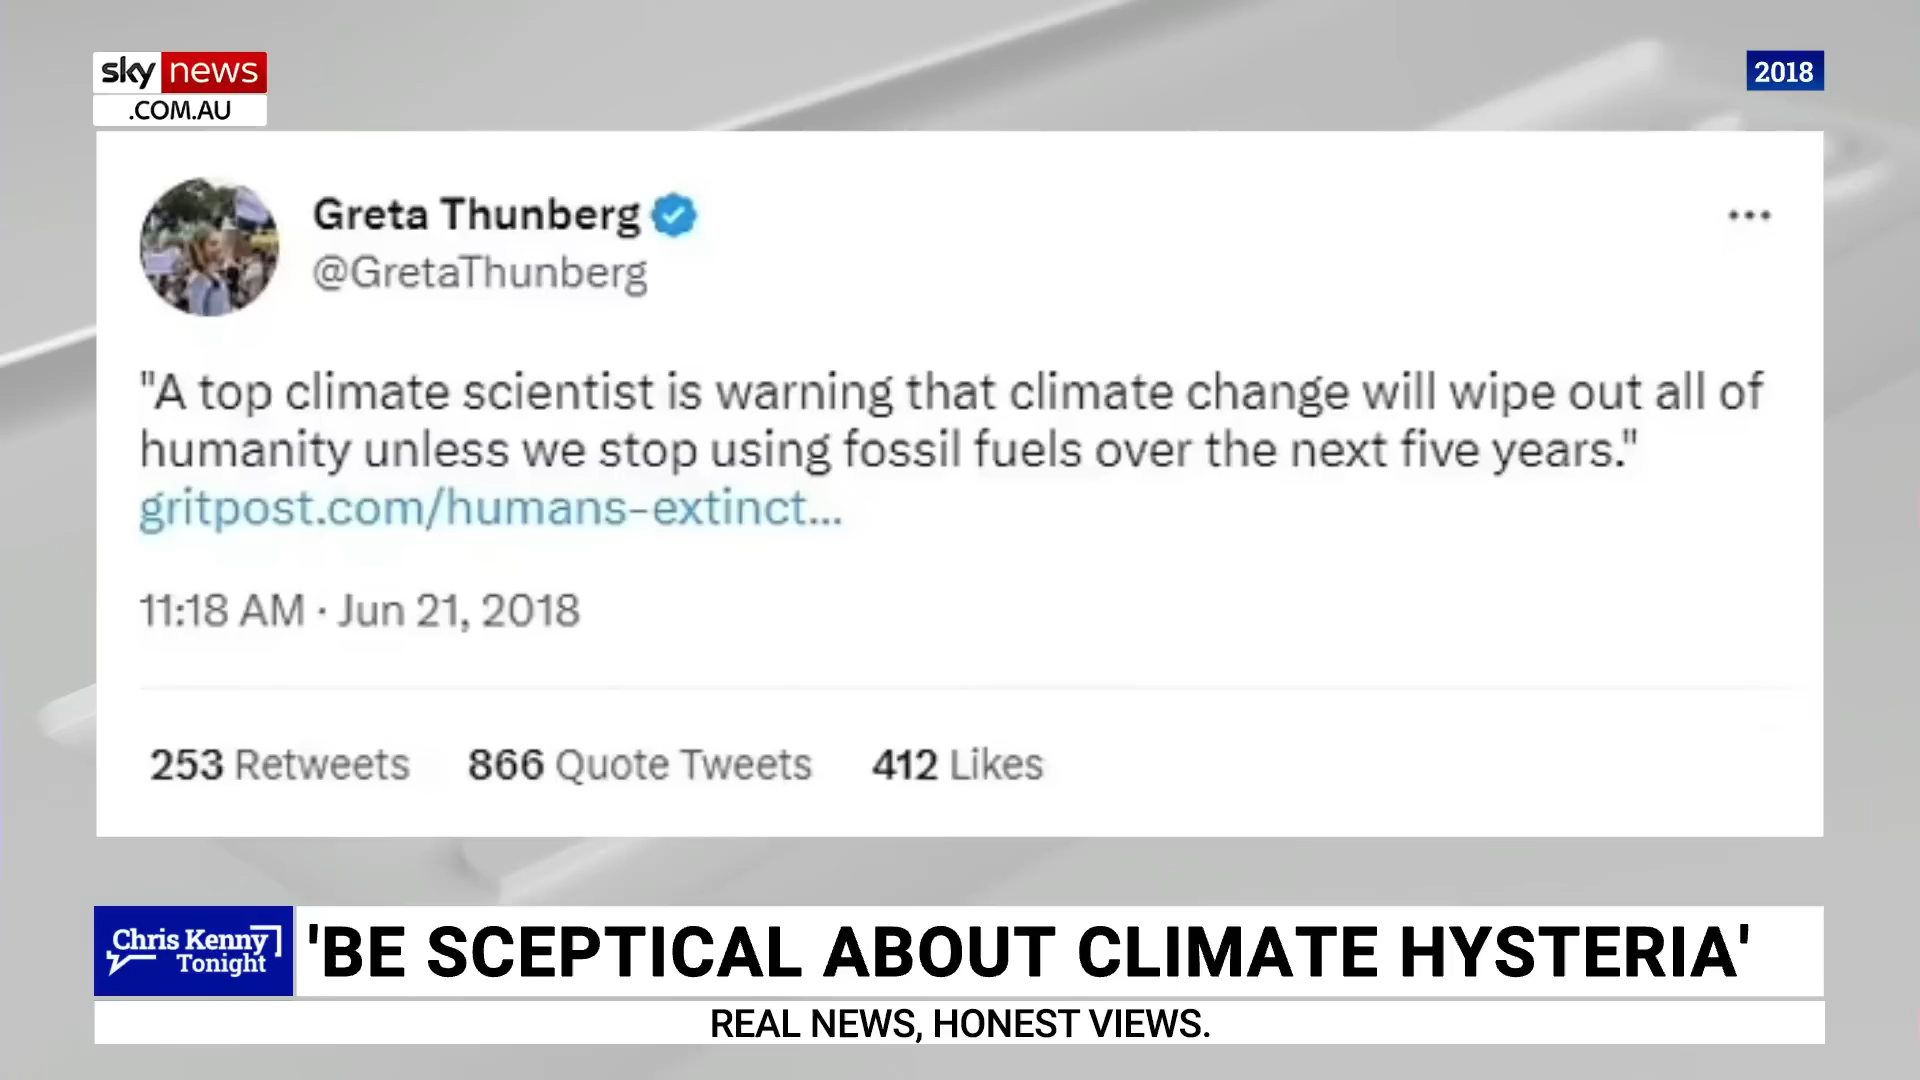 sky news
.COM.AU
2018
Greta Thunberg
@GretaThunberg
"A top climate scientist is warning that climate change will wipe out all of
humanity unless we stop using fossil fuels over the next five years."
gritpost.com/humans-extinct...
11:18 AM · Jun 21, 2018
253 Retweets 866 Quote Tweets 412 Likes
Chris Kenny
Tonight
'BE SCEPTICAL ABOUT CLIMATE HYSTERIA'
REAL NEWS, HONEST VIEWS.